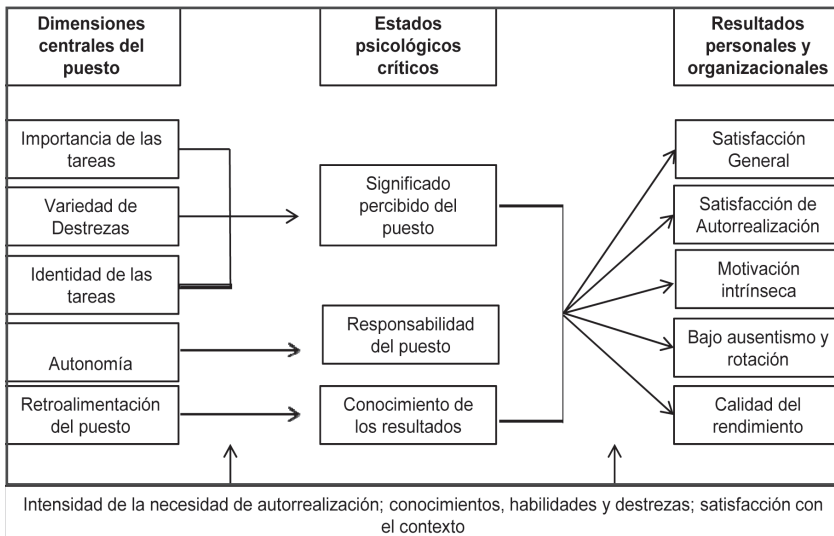 Dimensiones
centrales del
puesto
Estados
psicológicos
críticos
Resultados
personales y
organizacionales
Importancia de las
tareas
Variedad de
Destrezas
Identidad de las
tareas
Autonomía
Retroalimentación
del puesto
Significado
percibido del
puesto
Responsabilidad
del puesto
Conocimiento de
los resultados
Satisfacción
General
Satisfacción de
Autorrealización
Motivación
intrínseca
Bajo ausentismo y
rotación
Calidad del
rendimiento
Intensidad de la necesidad de autorrealización; conocimientos, habilidades y destrezas; satisfacción con
el contexto